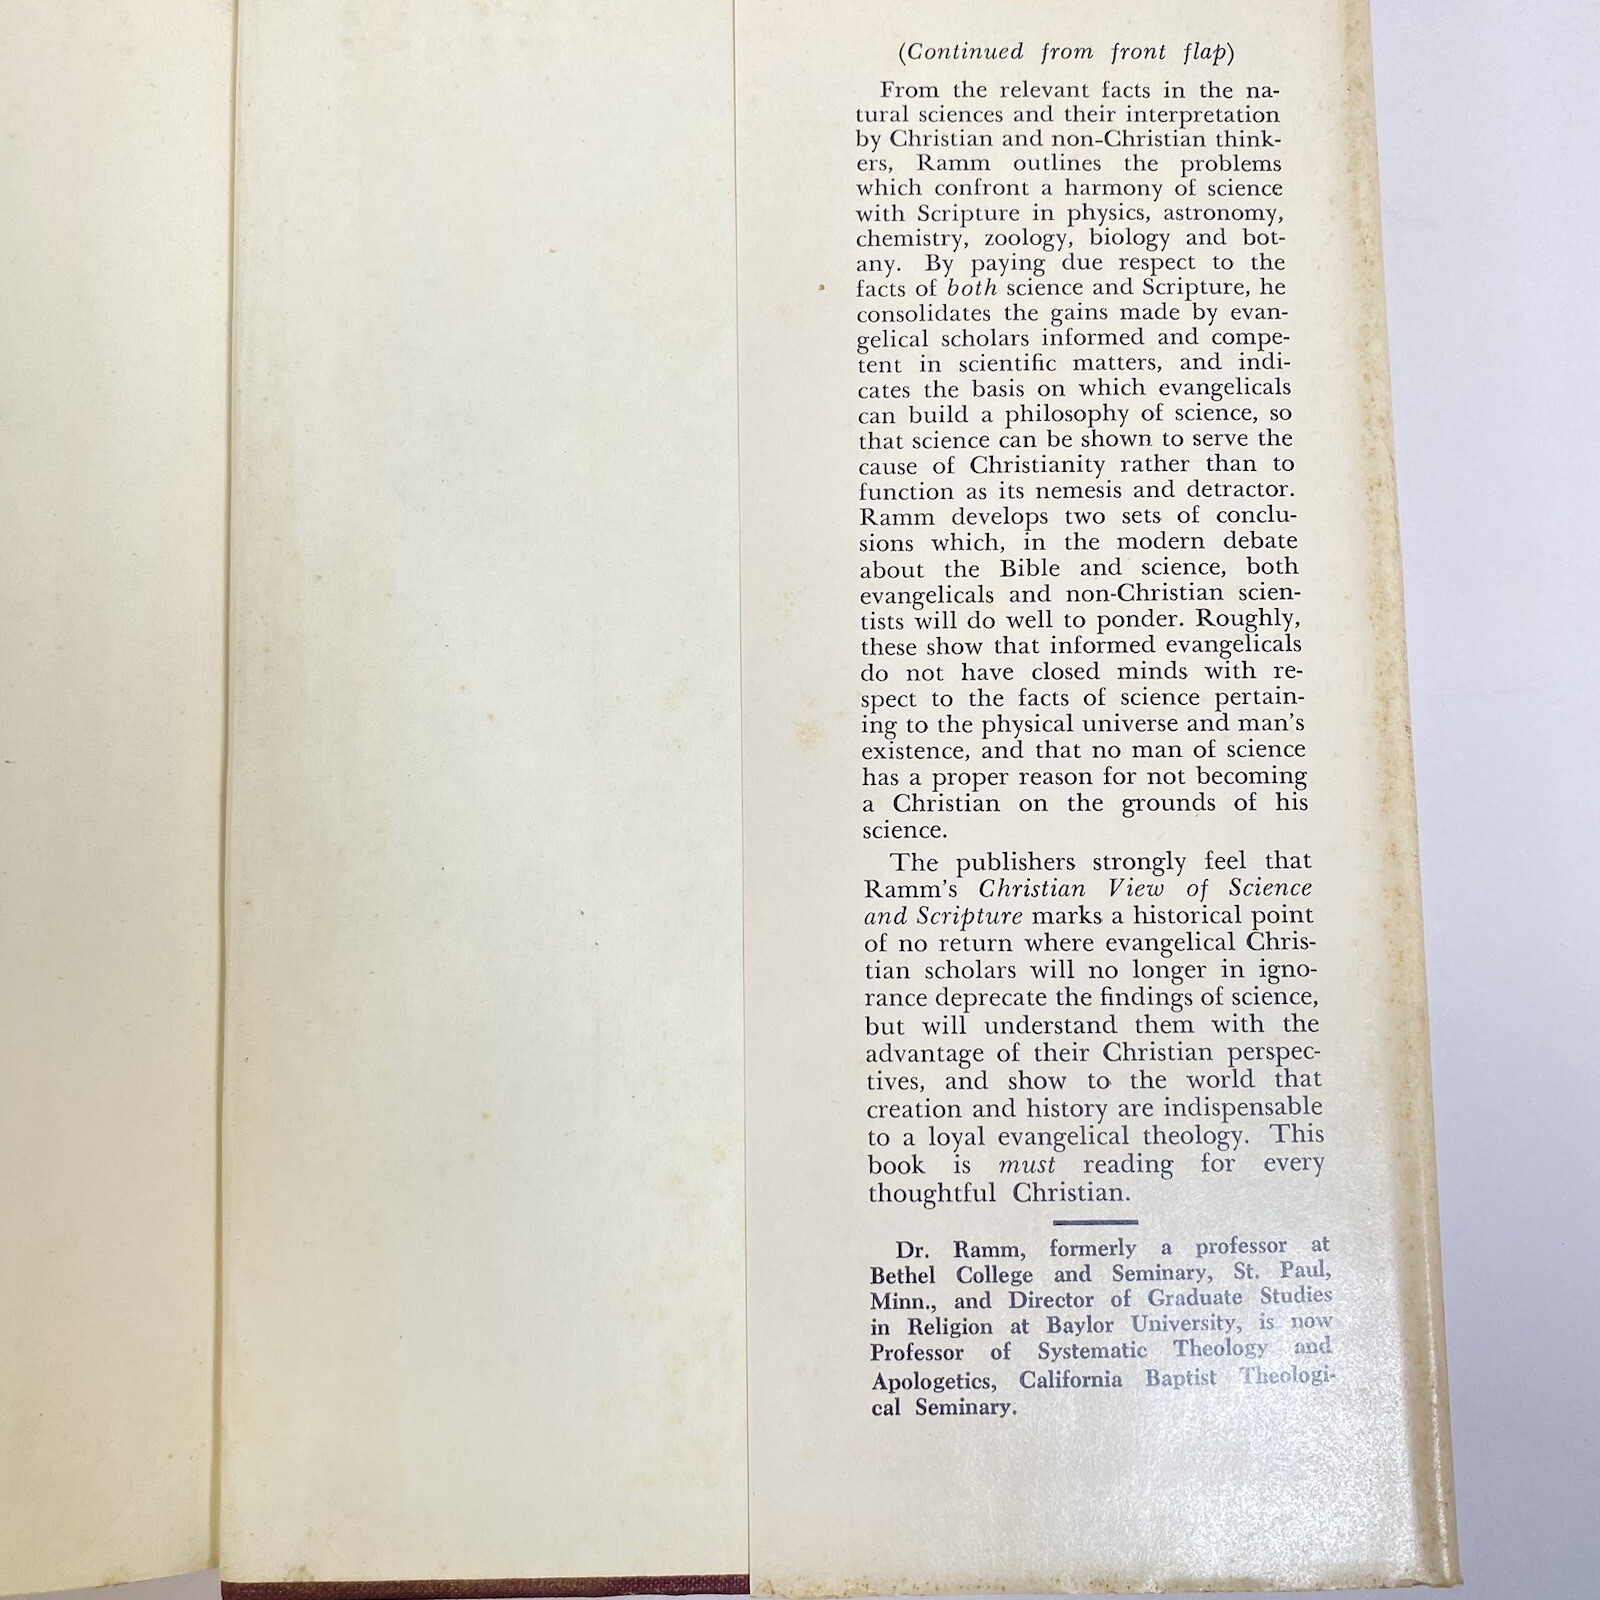 (Continued from front flap)
From the relevant facts in the na-
tural sciences and their interpretation
by Christian and non-Christian think-
ers, Ramm outlines the problems
which confront a harmony of science
with Scripture in physics, astronomy,
chemistry, zoology, biology and bot-
any. By paying due respect to the
facts of both science and Scripture, he
consolidates the gains made by evan-
gelical scholars informed and compe-
tent in scientific matters, and indi-
cates the basis on which evangelicals
can build a philosophy of science, so
that science can be shown to serve the
cause of Christianity rather than to
function as its nemesis and detractor.
Ramm develops two sets of conclu-
sions which, in the modern debate
about the Bible and science, both
evangelicals and non-Christian scien-
tists will do well to ponder. Roughly,
these show that informed evangelicals
do not have closed minds with re-
spect to the facts of science pertain-
ing to the physical universe and man's
existence, and that no man of science
has a proper reason for not becoming
a Christian on the grounds of his
science.
The publishers strongly feel that
Ramm's Christian View of Science
and Scripture marks a historical point
of no return where evangelical Chris-
tian scholars will no longer in igno-
rance deprecate the findings of science,
but will understand them with the
advantage of their Christian perspec-
tives, and show to the world that
creation and history are indispensable
to a loyal evangelical theology. This
book is must reading for every
thoughtful Christian.
Dr. Ramm, formerly a professor at
Bethel College and Seminary, St. Paul,
Minn., and Director of Graduate Studies
in Religion at Baylor University, is now
Professor of Systematic Theology and
Apologetics, California Baptist Theologi-
cal Seminary.